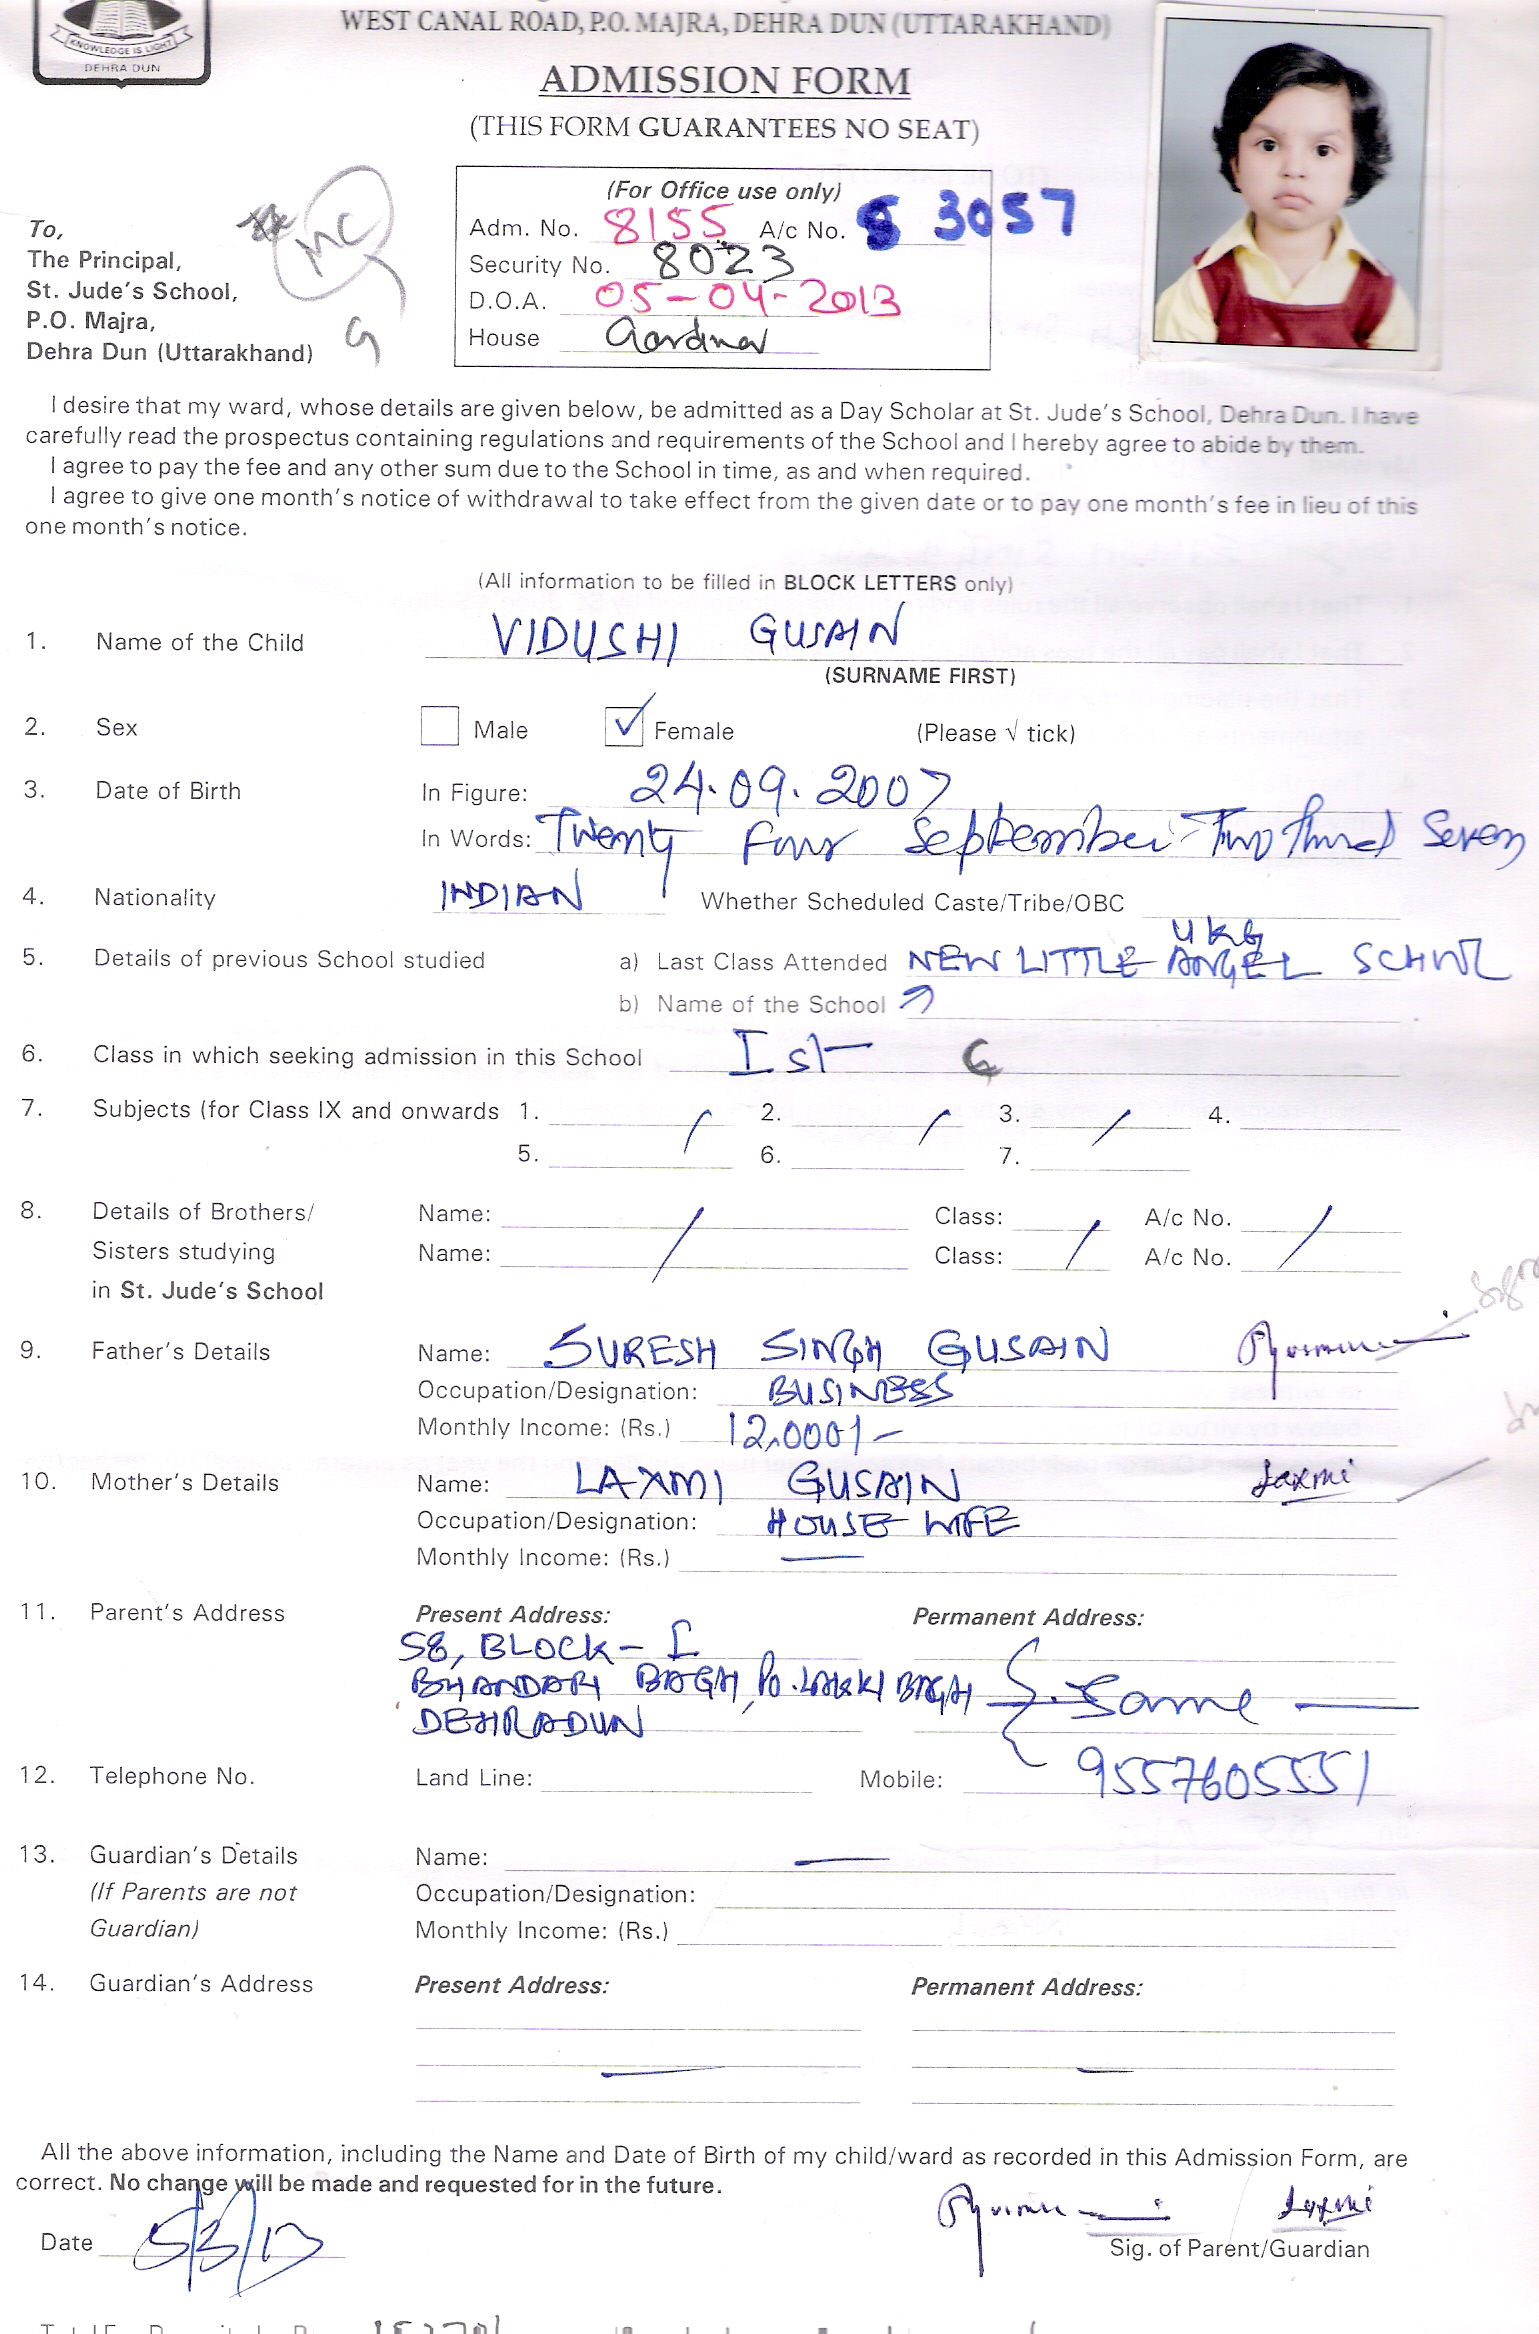 KNOWLEDGE IS LIGHT
DEHRA DUN
WEST CANAL ROAD, P.O. MAJRA, DEHRA DUN (UTTARAKHAND)
ADMISSION FORM
(THIS FORM GUARANTEES NO SEAT)
(For Office use only)
Adm. No. 8155 A/c No. S 3057
Security No. 8023
D.O.A. 05-04-2013
House
MC
G
To,
The Principal,
St. Jude's School,
P.O. Majra,
Dehra Dun (Uttarakhand)
I desire that my ward, whose details are given below, be admitted as a Day Scholar at St. Jude's School, Dehra Dun. I have
carefully read the prospectus containing regulations and requirements of the School and I hereby agree to abide by them.
I agree to pay the fee and any other sum due to the School in time, as and when required.
I agree to give one month's notice of withdrawal to take effect from the given date or to pay one month's fee in lieu of this
one month's notice.
(All information to be filled in BLOCK LETTERS only)
1. Name of the Child VIDUSHI GUSAIN
(SURNAME FIRST)
2. Sex Male ✓ Female (Please √ tick)
3. Date of Birth In Figure: 24.09.2007
In Words: Twenty four September Two Seven
4. Nationality INDIAN Whether Scheduled Caste/Tribe/OBC
UKG
5. Details of previous School studied a) Last Class Attended NEW LITTLE ANGEL SCHOOL
b) Name of the School
6. Class in which seeking admission in this School Ist G
7. Subjects (for Class IX and onwards 1. 2. 3. 4.
5. 6. 7.
8. Details of Brothers/ Name: Class: A/c No.
Sisters studying Name: Class: A/c No.
in St. Jude's School
9. Father's Details Name: SURESH SINGH GUSAIN
Occupation/Designation: BUSINESS
Monthly Income: (Rs.) 12,000/-
10. Mother's Details Name: LAXMI GUSAIN Laxmi
Occupation/Designation: HOUSE WIFE
Monthly Income: (Rs.) —
11. Parent's Address Present Address: Permanent Address:
58, BLOCK - I
BHANDARI BAGH, PO. LAKKI BAGH Same
DEHRADUN
12. Telephone No. Land Line: Mobile: 9557605551
13. Guardian's Details Name: —
(If Parents are not Occupation/Designation:
Guardian) Monthly Income: (Rs.)
14. Guardian's Address Present Address: Permanent Address:
All the above information, including the Name and Date of Birth of my child/ward as recorded in this Admission Form, are
correct. No change will be made and requested for in the future.
Date 5/3/13 Laxmi
Sig. of Parent/Guardian